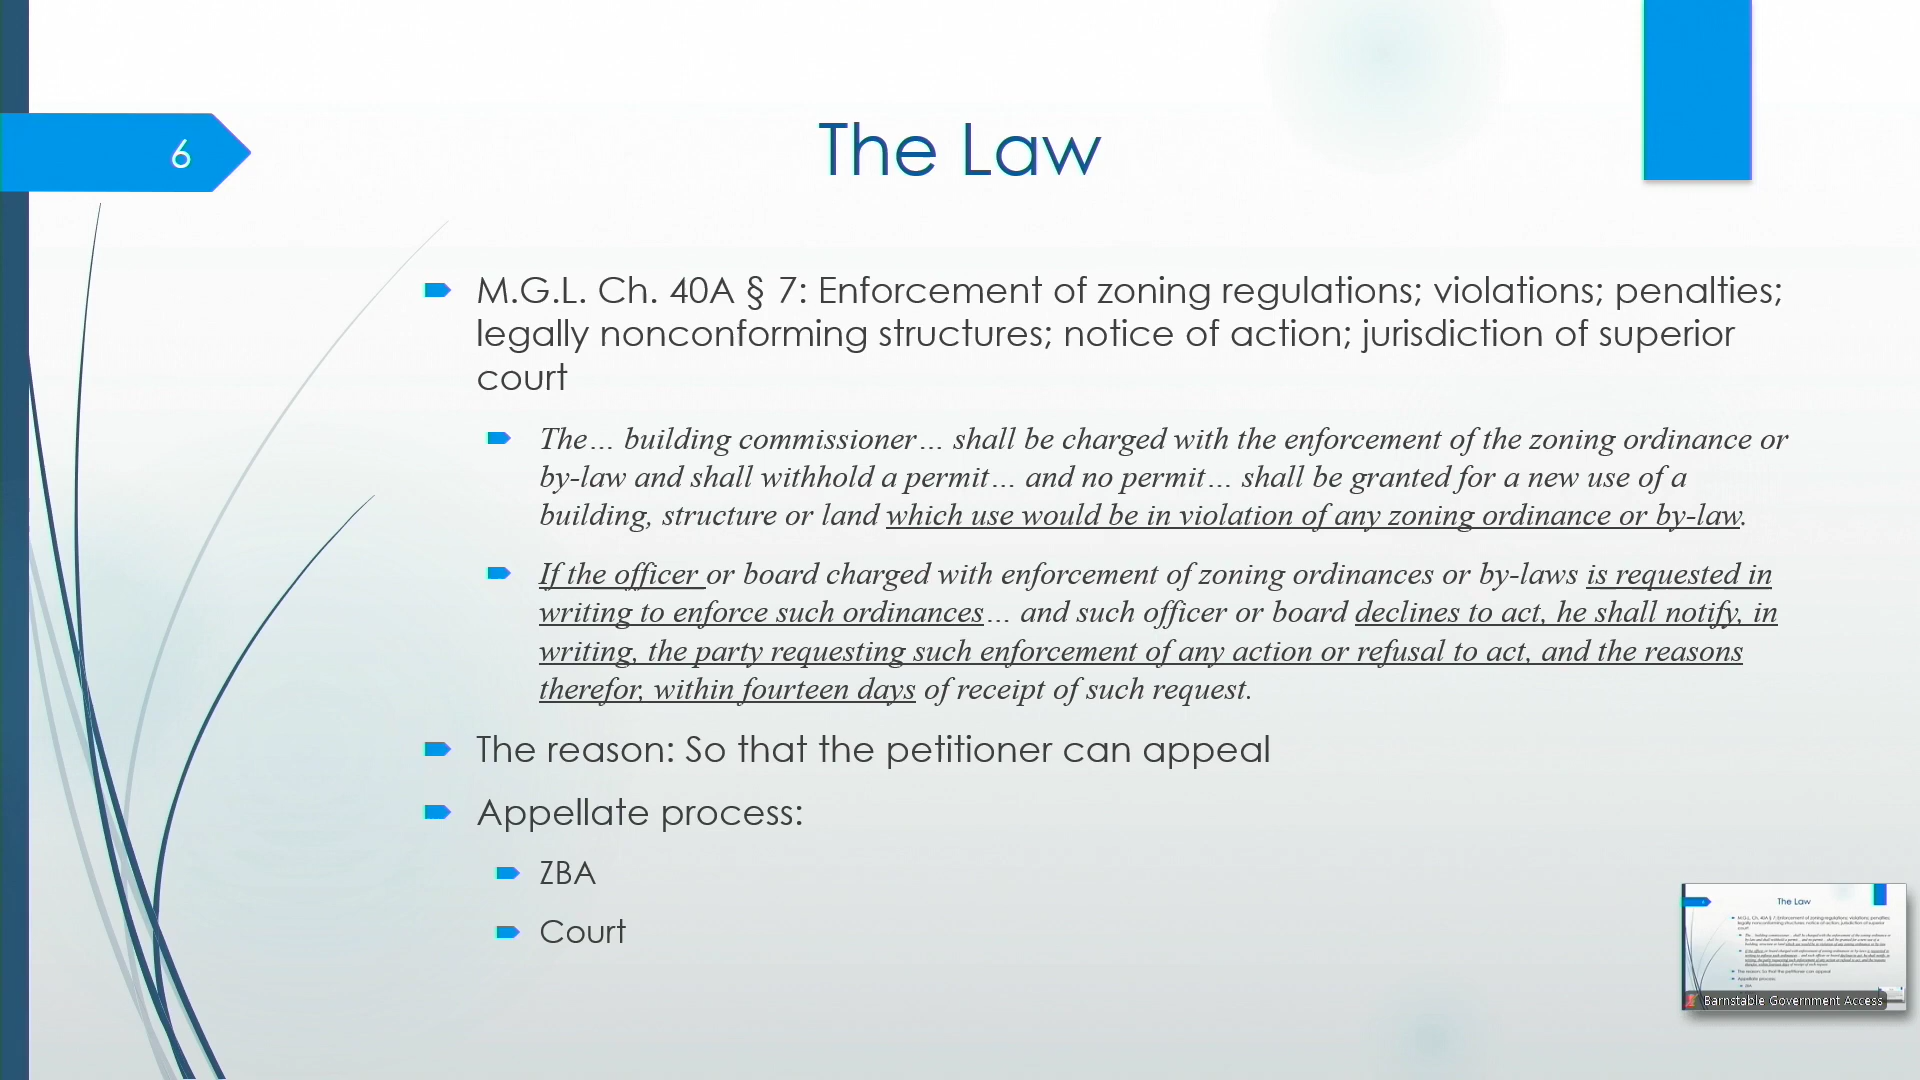 6
The Law
M.G.L. Ch. 40A § 7: Enforcement of zoning regulations; violations; penalties;
legally nonconforming structures; notice of action; jurisdiction of superior
court
The… building commissioner… shall be charged with the enforcement of the zoning ordinance or
by-law and shall withhold a permit… and no permit… shall be granted for a new use of a
building, structure or land which use would be in violation of any zoning ordinance or by-law.
If the officer or board charged with enforcement of zoning ordinances or by-laws is requested in
writing to enforce such ordinances… and such officer or board declines to act, he shall notify, in
writing, the party requesting such enforcement of any action or refusal to act, and the reasons
therefor, within fourteen days of receipt of such request.
The reason: So that the petitioner can appeal
Appellate process:
ZBA
Court
The Law
Barnstable Government Access